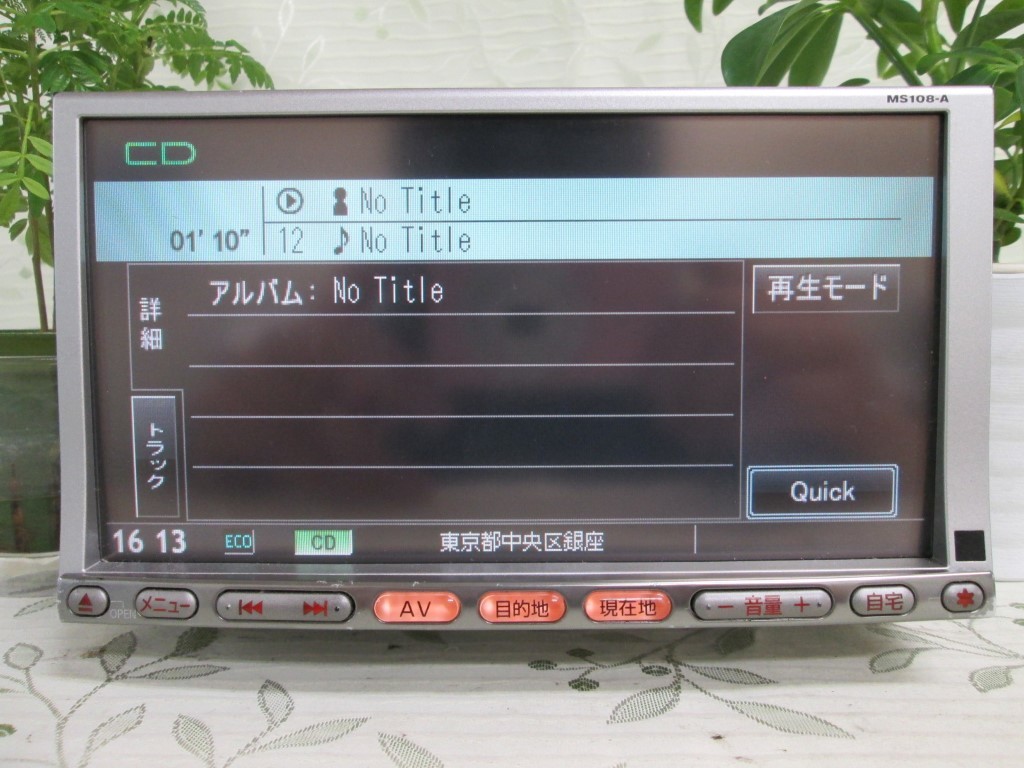 MS108-A
CD
No Title
01' 10" 12 No Title
アルバム: No Title
再生モード
詳細
トラック
Quick
16 13 ECO CD 東京都中央区銀座
OPEN メニュー AV 目的地 現在地 － 音量 ＋ 自宅 ✱